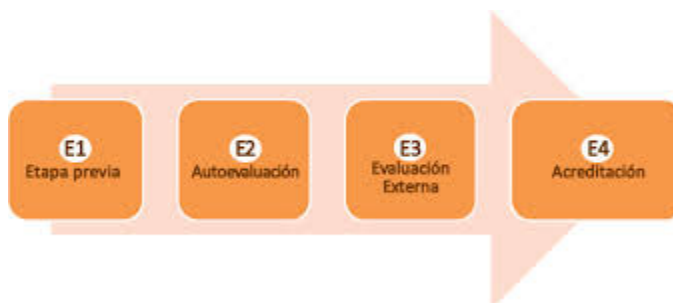 E1
Etapa previa
E2
Autoevaluación
E3
Evaluación
Externa
E4
Acreditación